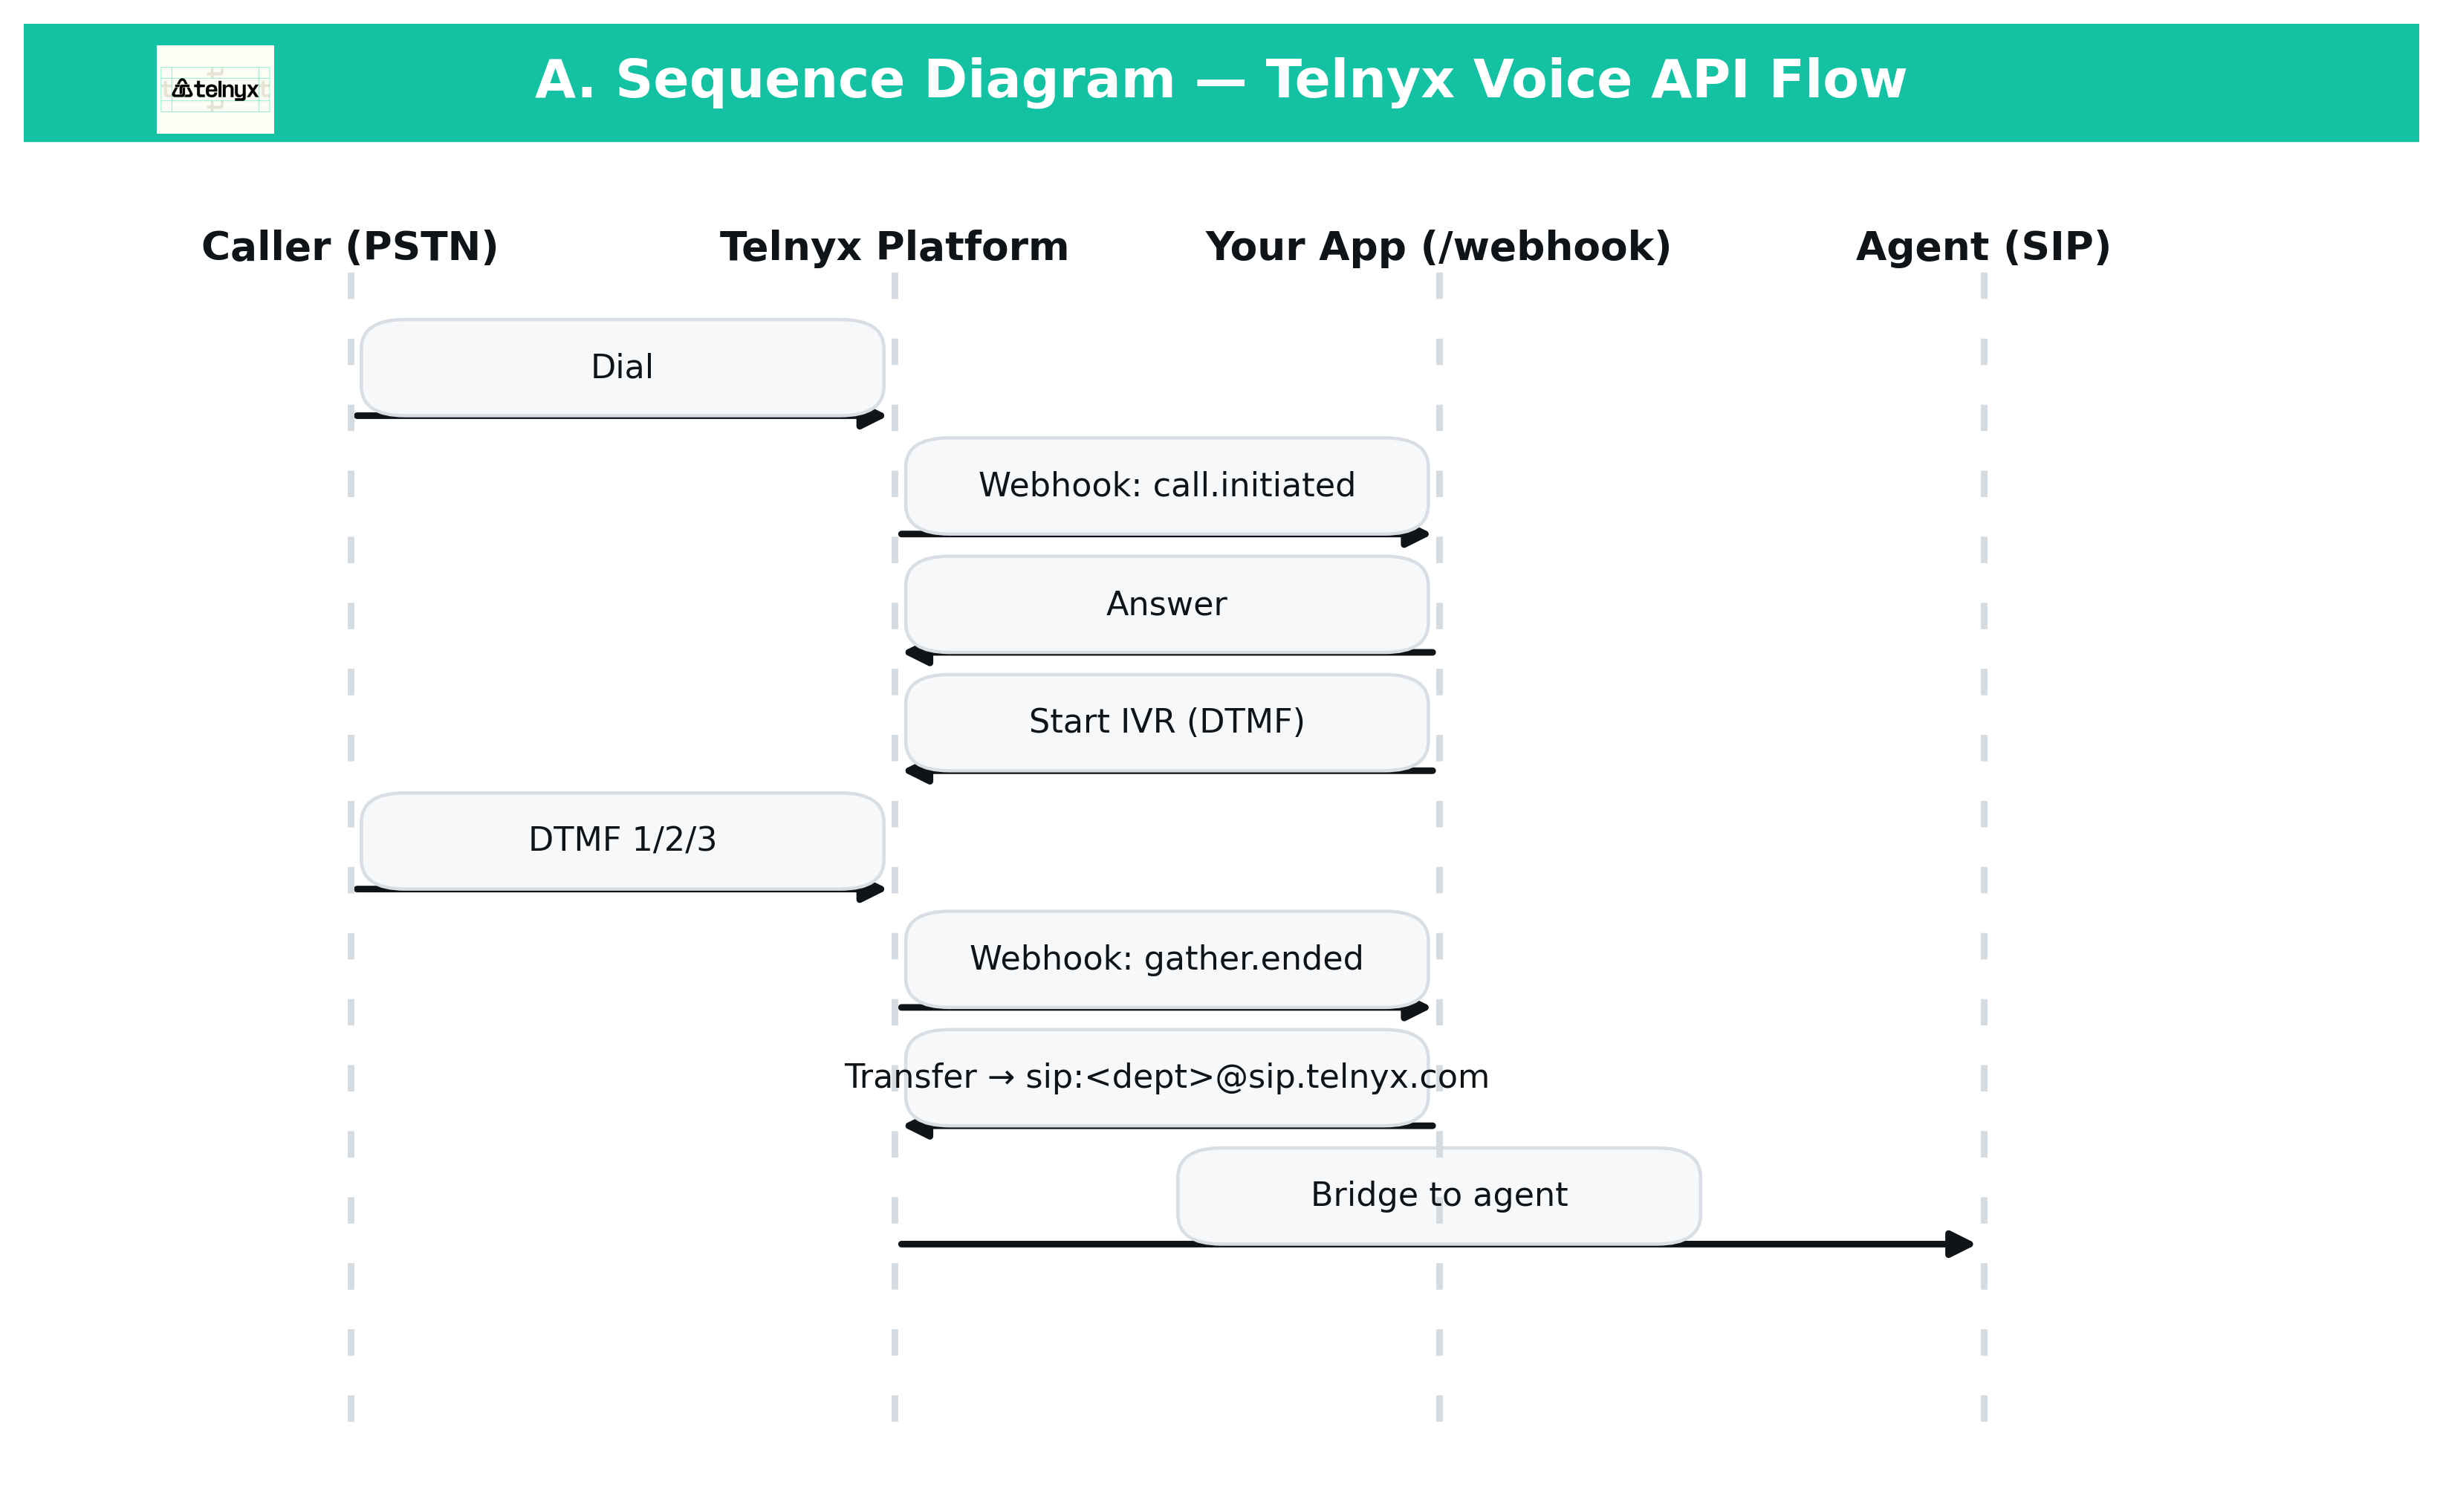 telnyx
A. Sequence Diagram — Telnyx Voice API Flow
Caller (PSTN)
Telnyx Platform
Your App (/webhook)
Agent (SIP)
Dial
Webhook: call.initiated
Answer
Start IVR (DTMF)
DTMF 1/2/3
Webhook: gather.ended
Transfer → sip:<dept>@sip.telnyx.com
Bridge to agent